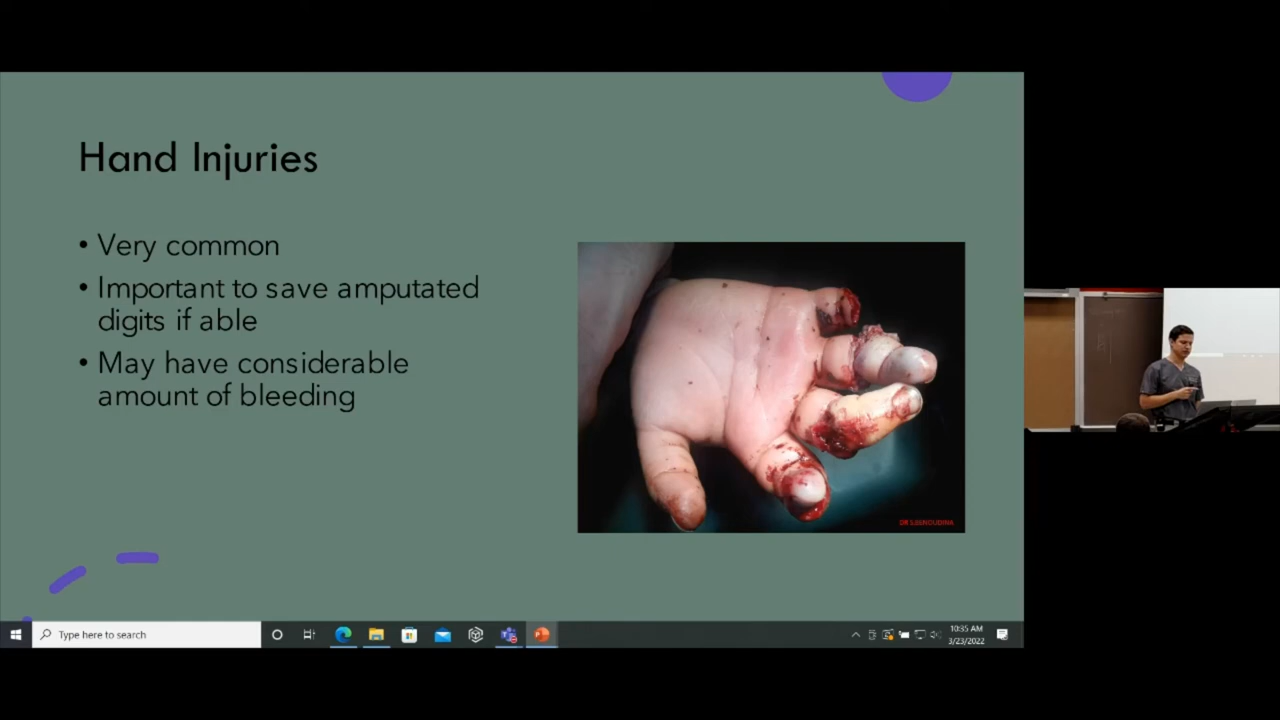 Hand Injuries
• Very common
• Important to save amputated
digits if able
• May have considerable
amount of bleeding
Type here to search
10:35 AM
3/23/2022